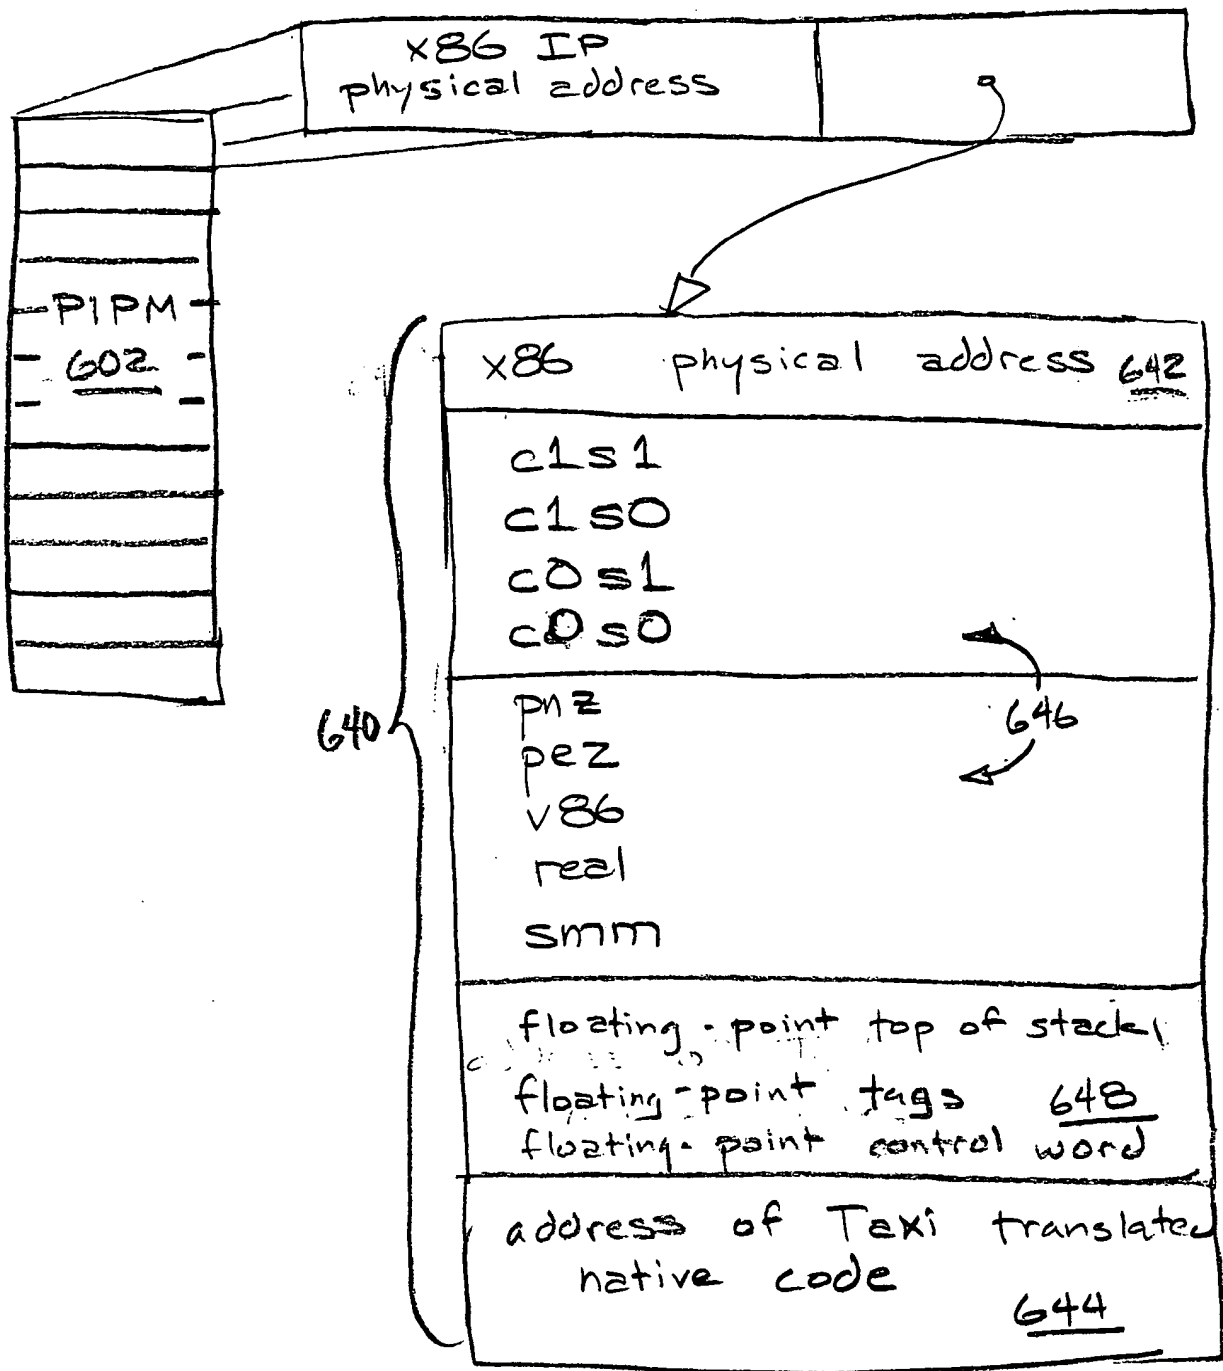 x86 IP
physical address
PIPM
602
x86 physical address 642
c1s1
c1s0
c0s1
c0s0
640
pnz
pez
v86
real
smm
646
floating-point top of stack
floating-point tags 648
floating-point control word
address of Taxi translated
native code
644